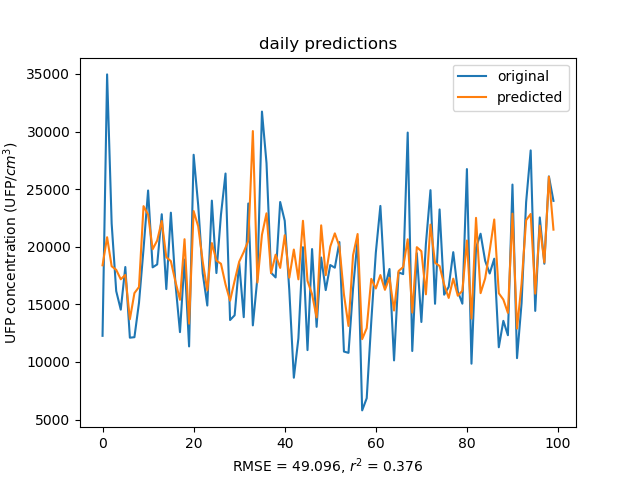 daily predictions
original
predicted
UFP concentration (UFP/cm³)
35000
30000
25000
20000
15000
10000
5000
0 20 40 60 80 100
RMSE = 49.096, r² = 0.376